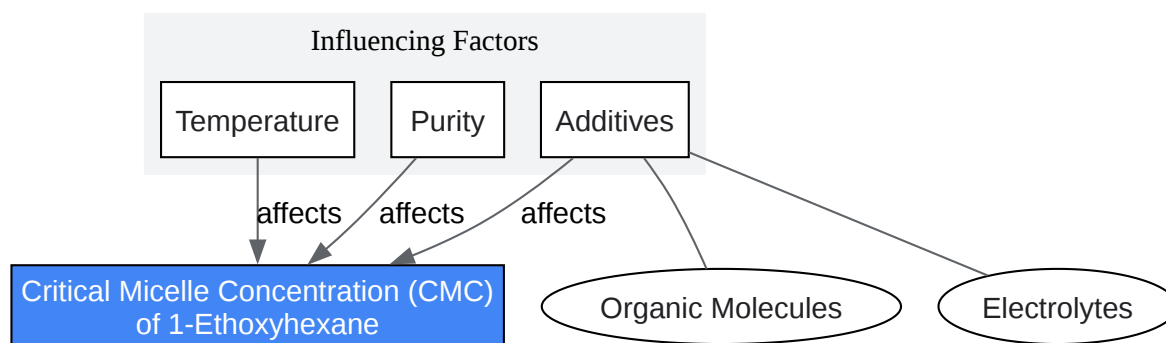 Influencing Factors
Temperature
Purity
Additives
affects
affects
affects
Critical Micelle Concentration (CMC)
of 1-Ethoxyhexane
Organic Molecules
Electrolytes